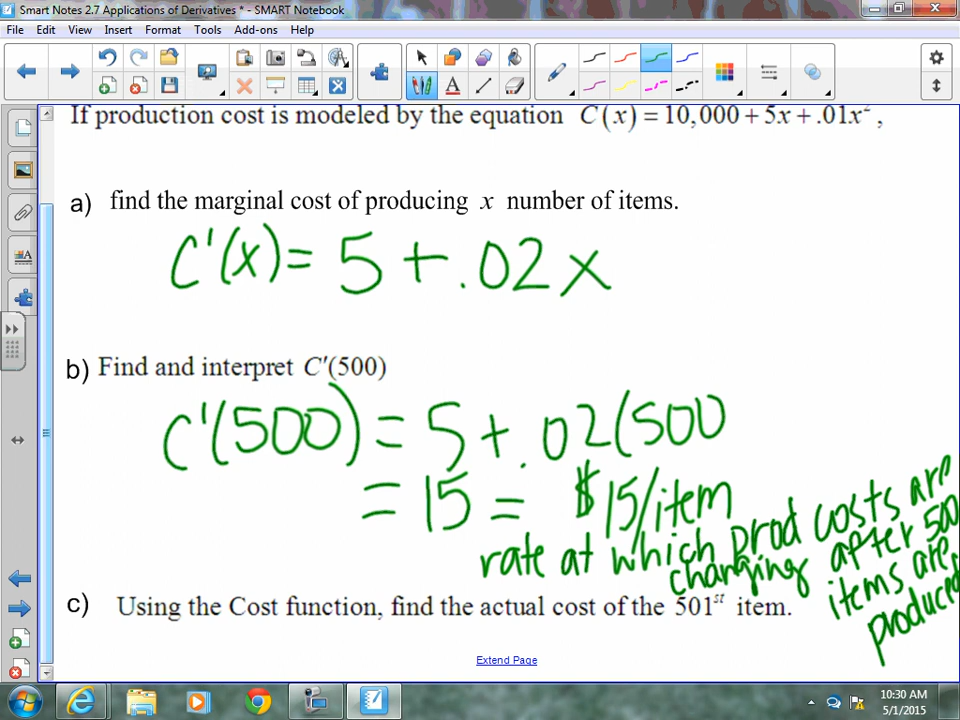 Smart Notes 2.7 Applications of Derivatives * - SMART Notebook
File Edit View Insert Format Tools Add-ons Help
If production cost is modeled by the equation C(x) = 10,000 + 5x + .01x²,
a) find the marginal cost of producing x number of items.
C'(x) = 5 + .02x
b) Find and interpret C'(500)
C'(500) = 5 + .02(500
= 15 = $15/item
rate at which prod costs are
changing after 500
items are
produced
c) Using the Cost function, find the actual cost of the 501st item.
Extend Page
10:30 AM
5/1/2015